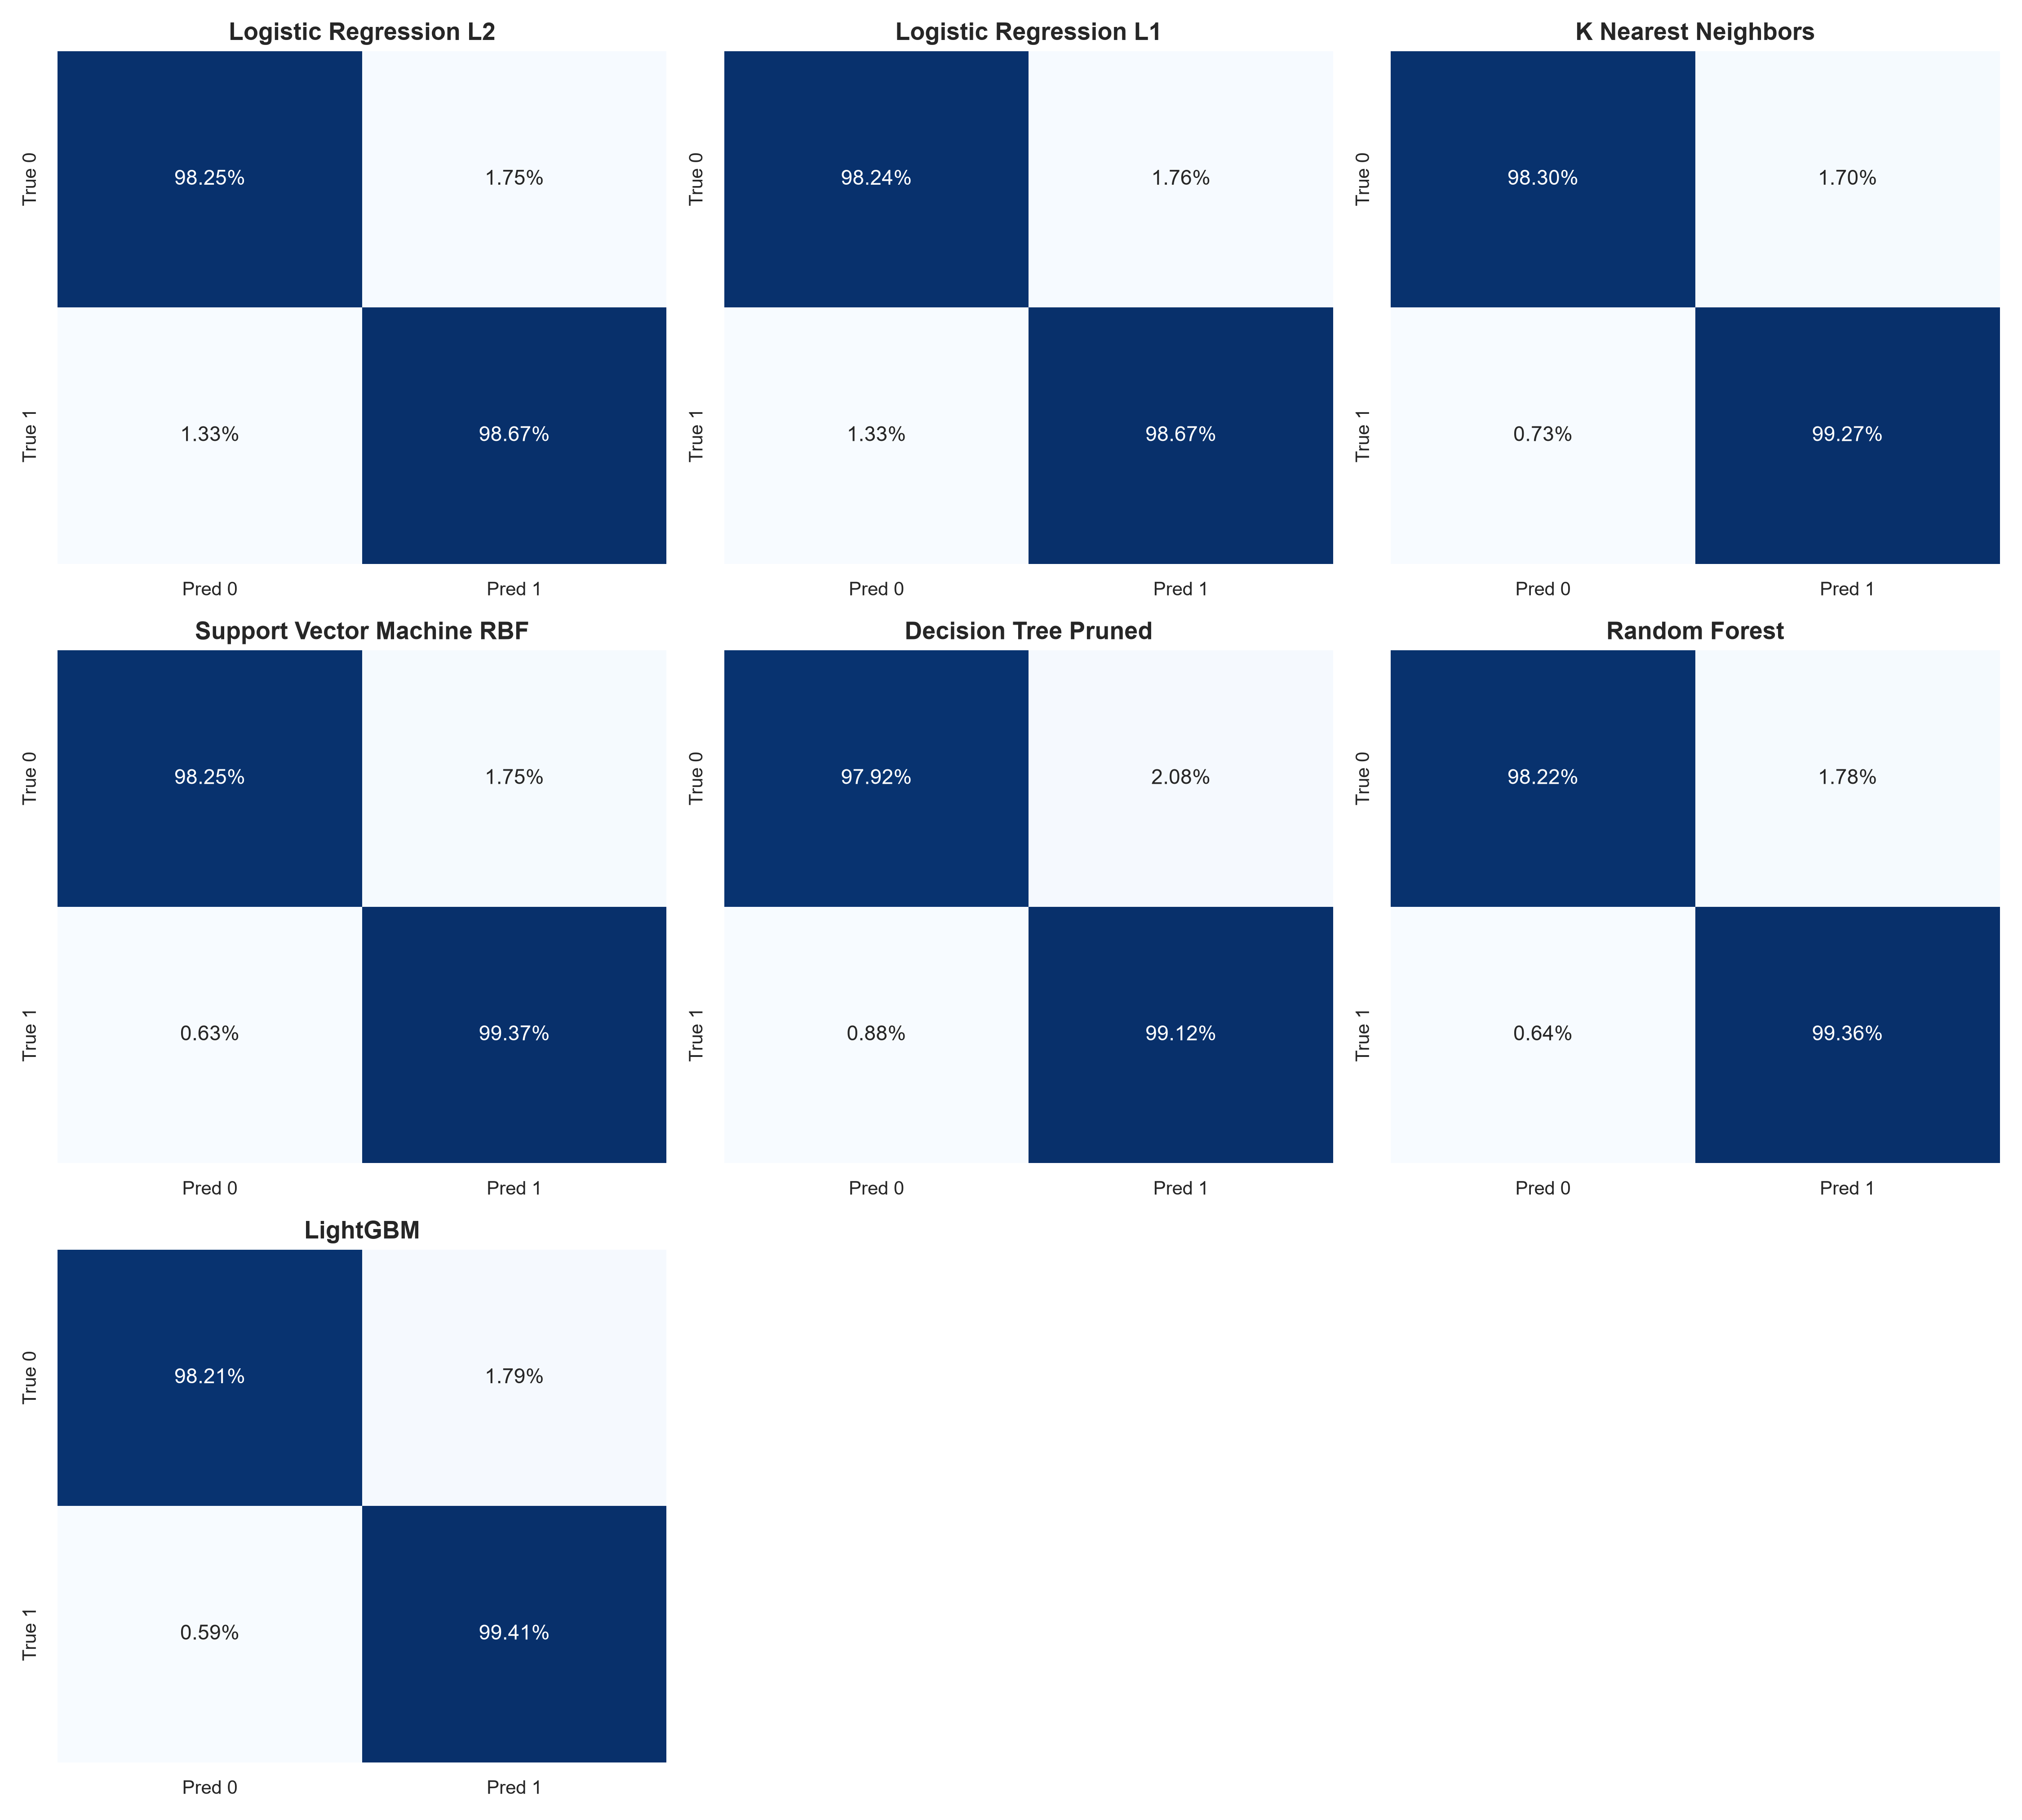 Logistic Regression L2
True 0
98.25%
1.75%
True 1
1.33%
98.67%
Pred 0
Pred 1
Logistic Regression L1
True 0
98.24%
1.76%
True 1
1.33%
98.67%
Pred 0
Pred 1
K Nearest Neighbors
True 0
98.30%
1.70%
True 1
0.73%
99.27%
Pred 0
Pred 1
Support Vector Machine RBF
True 0
98.25%
1.75%
True 1
0.63%
99.37%
Pred 0
Pred 1
Decision Tree Pruned
True 0
97.92%
2.08%
True 1
0.88%
99.12%
Pred 0
Pred 1
Random Forest
True 0
98.22%
1.78%
True 1
0.64%
99.36%
Pred 0
Pred 1
LightGBM
True 0
98.21%
1.79%
True 1
0.59%
99.41%
Pred 0
Pred 1